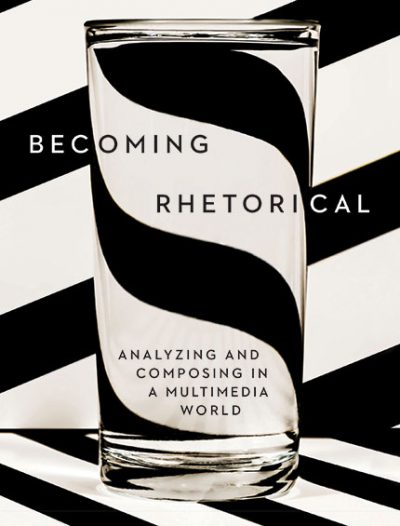 BECOMING
RHETORICAL
ANALYZING AND
COMPOSING IN
A MULTIMEDIA
WORLD